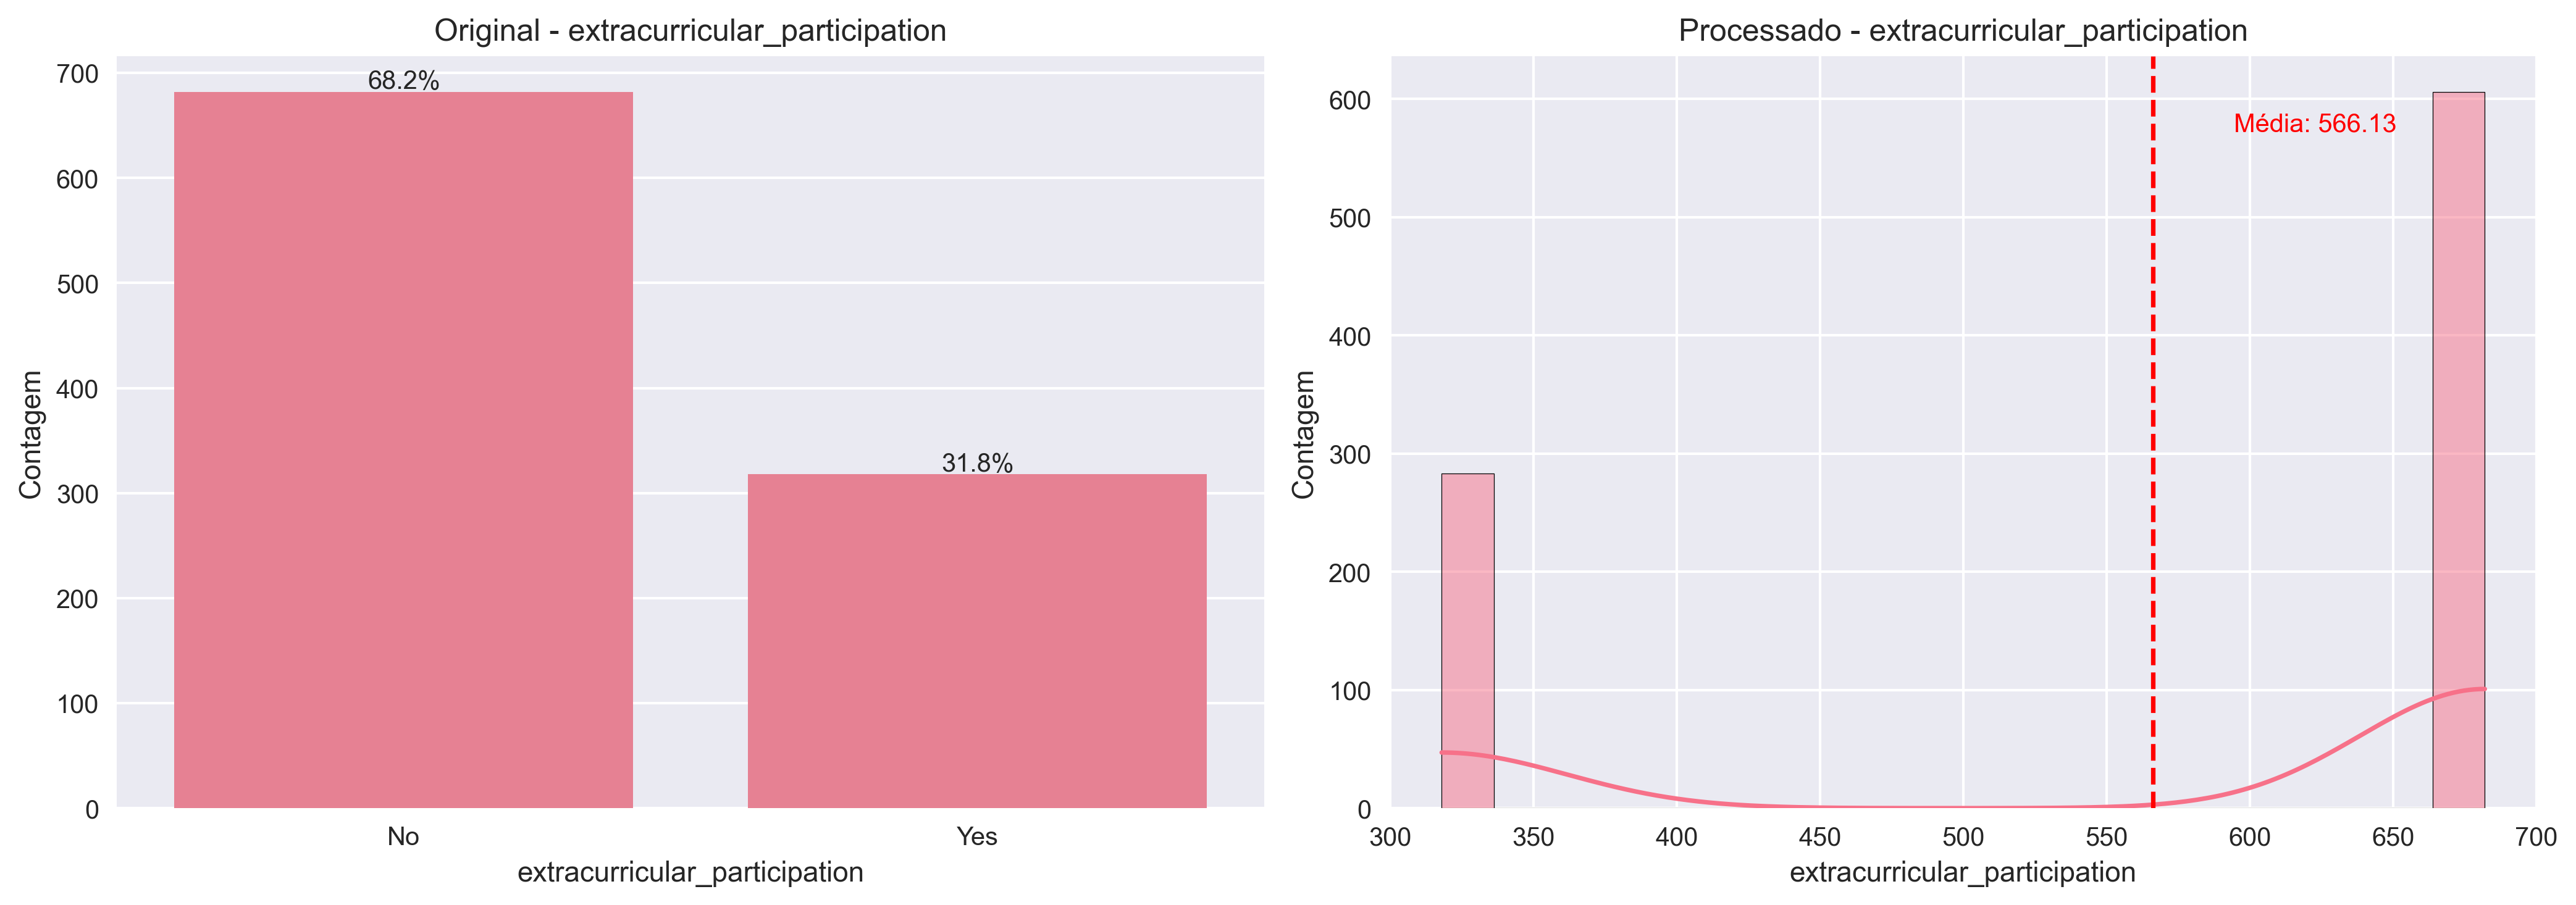 Original - extracurricular_participation
700
600
500
400
300
200
100
0
Contagem
68.2%
31.8%
No
Yes
extracurricular_participation
Processado - extracurricular_participation
600
500
400
300
200
100
0
Contagem
Média: 566.13
300
350
400
450
500
550
600
650
700
extracurricular_participation